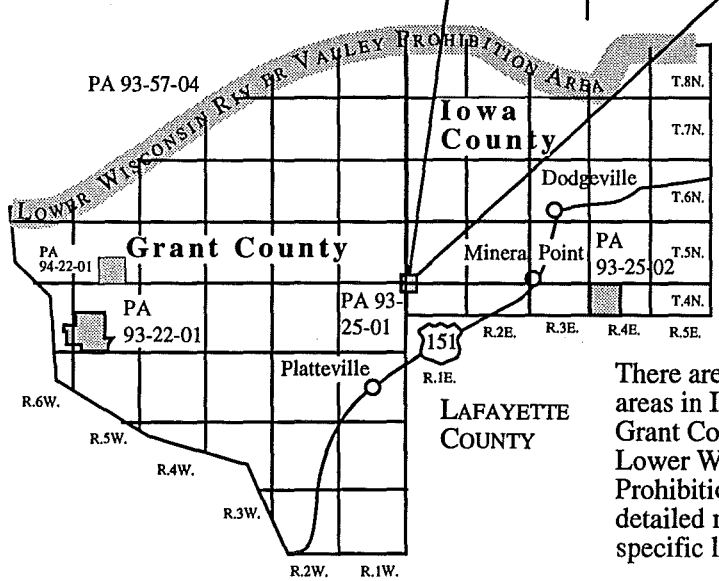 LOWER WISCONSIN RIVER VALLEY PROHIBITION AREA
PA 93-57-04
T.8N.
Iowa
County
T.7N.
Dodgeville
T.6N.
Grant County
PA
94-22-01
Mineral Point
PA
93-25-02
T.5N.
PA
93-22-01
PA 93-
25-01
T.4N.
R.2E.
R.3E.
R.4E.
R.5E.
151
R.1E.
Platteville
LAFAYETTE
COUNTY
R.6W.
R.5W.
R.4W.
R.3W.
R.2W.
R.1W.
There are
areas in I
Grant Co
Lower W
Prohibitio
detailed r
specific l